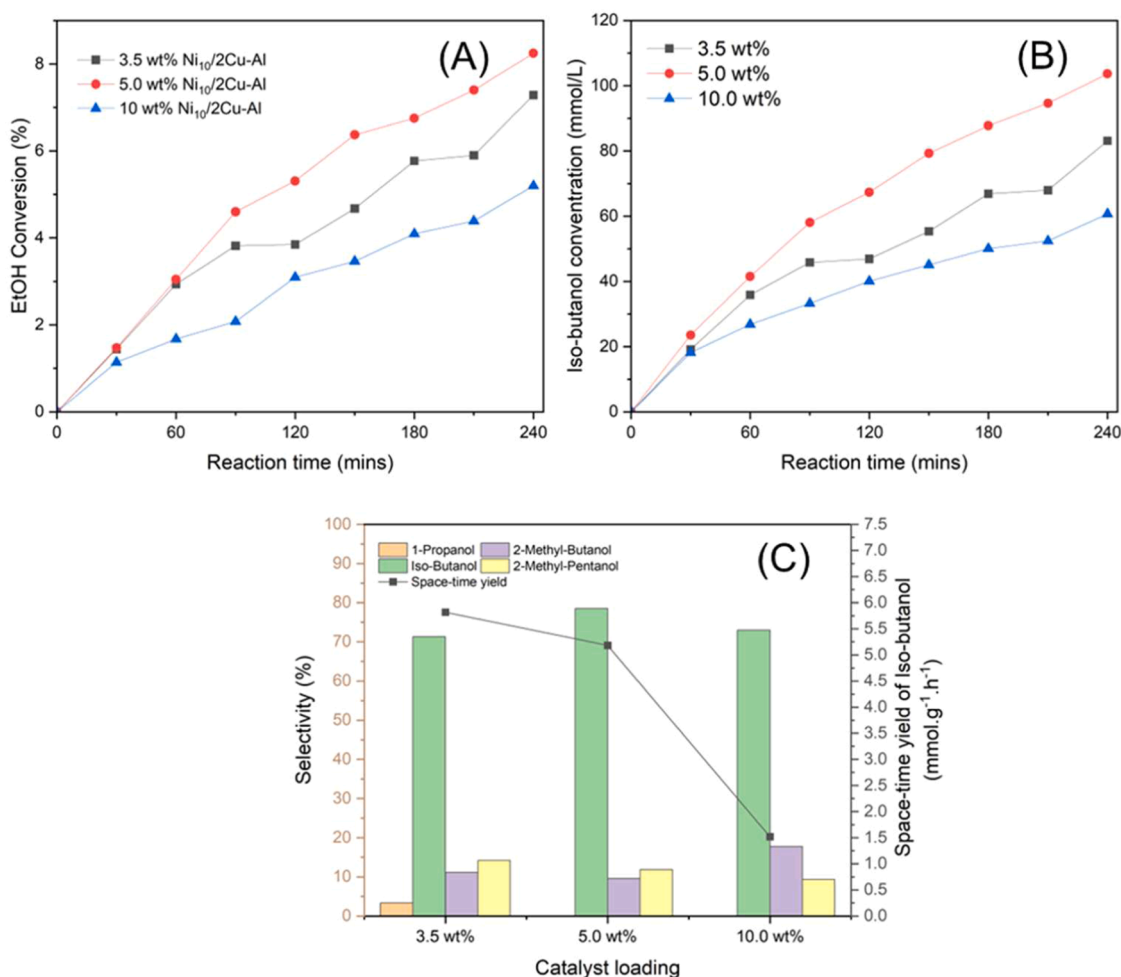 (A)
3.5 wt% Ni₁₀/2Cu-Al
5.0 wt% Ni₁₀/2Cu-Al
10 wt% Ni₁₀/2Cu-Al
EtOH Conversion (%)
8
6
4
2
0
0 60 120 180 240
Reaction time (mins)
(B)
3.5 wt%
5.0 wt%
10.0 wt%
Iso-butanol conventration (mmol/L)
120
100
80
60
40
20
0
0 60 120 180 240
Reaction time (mins)
(C)
1-Propanol 2-Methyl-Butanol
Iso-Butanol 2-Methyl-Pentanol
Space-time yield
Selectivity (%)
100
90
80
70
60
50
40
30
20
10
0
7.5
7.0
6.5
6.0
5.5
5.0
4.5
4.0
3.5
3.0
2.5
2.0
1.5
1.0
0.5
0.0
Space-time yield of Iso-butanol
(mmol.g⁻¹.h⁻¹)
3.5 wt% 5.0 wt% 10.0 wt%
Catalyst loading